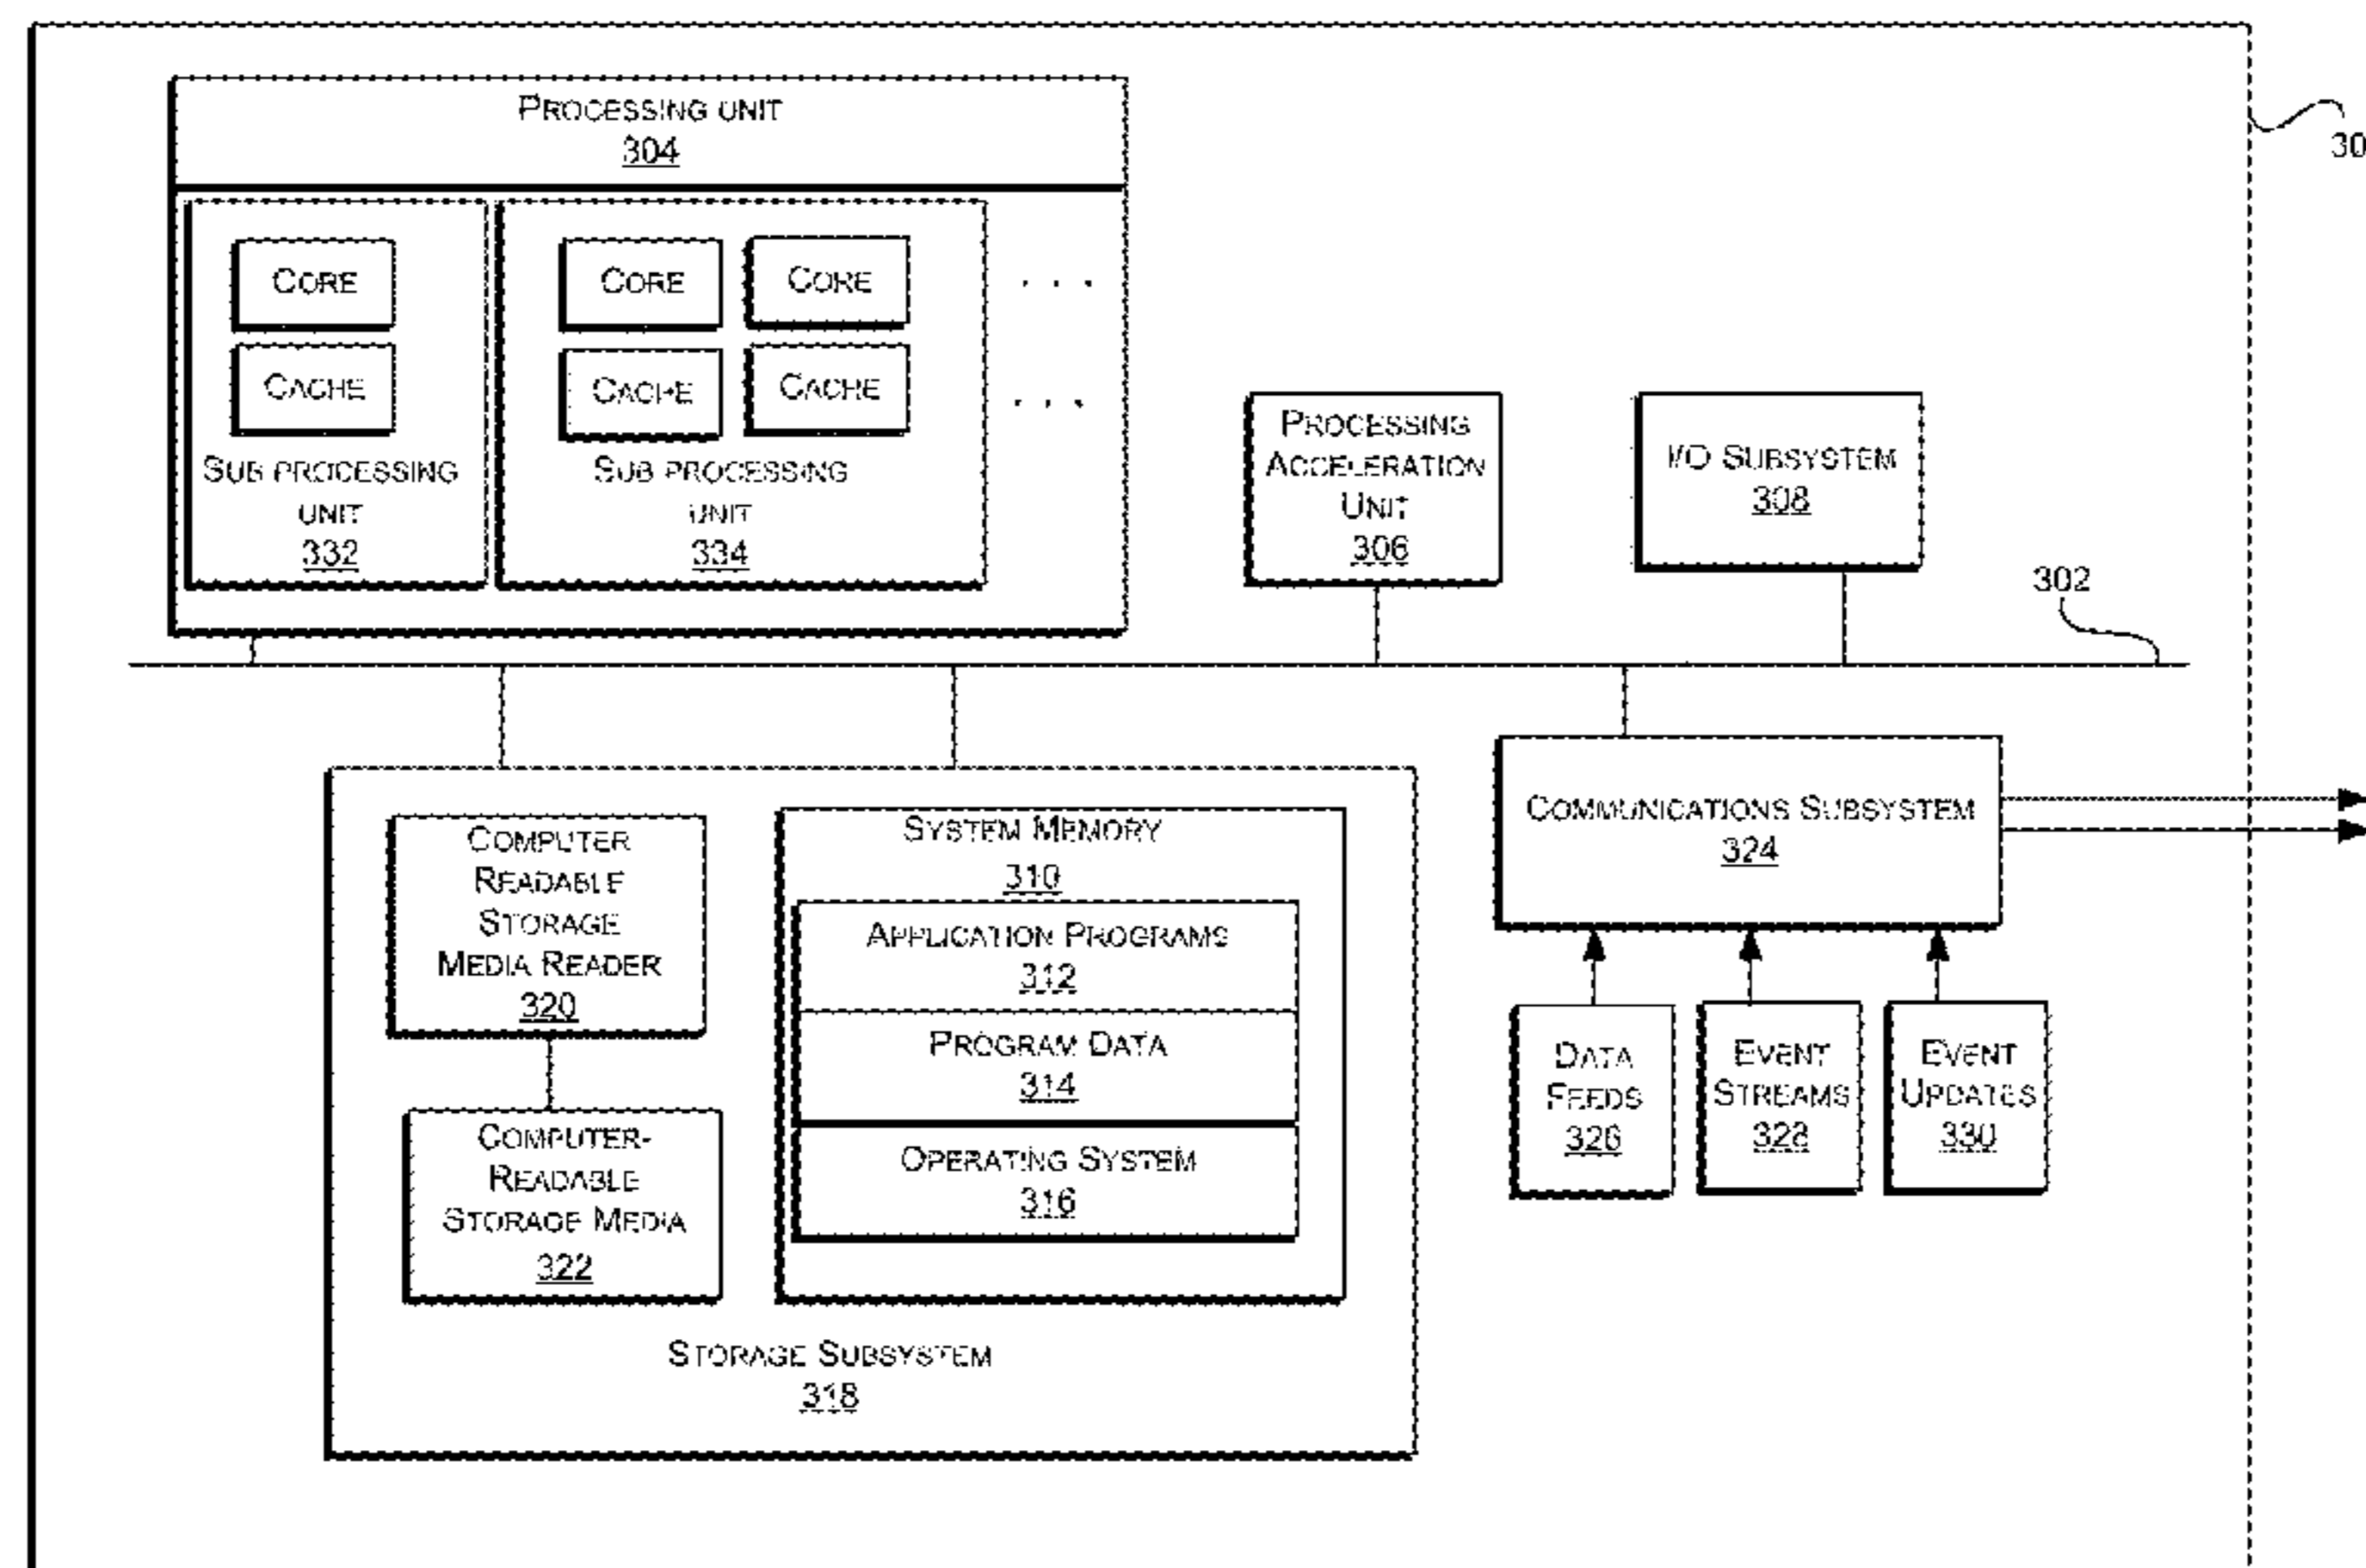 PROCESSING UNIT
304
30
CORE
CACHE
SUB PROCESSING
UNIT
332
CORE
CORE
CACHE
CACHE
SUB PROCESSING
UNIT
334
. . .
. . .
PROCESSING
ACCELERATION
UNIT
306
I/O SUBSYSTEM
308
302
COMPUTER
READABLE
STORAGE
MEDIA READER
320
COMPUTER-
READABLE
STORAGE MEDIA
322
SYSTEM MEMORY
310
APPLICATION PROGRAMS
312
PROGRAM DATA
314
OPERATING SYSTEM
316
STORAGE SUBSYSTEM
318
COMMUNICATIONS SUBSYSTEM
324
DATA
FEEDS
326
EVENT
STREAMS
328
EVENT
UPDATES
330